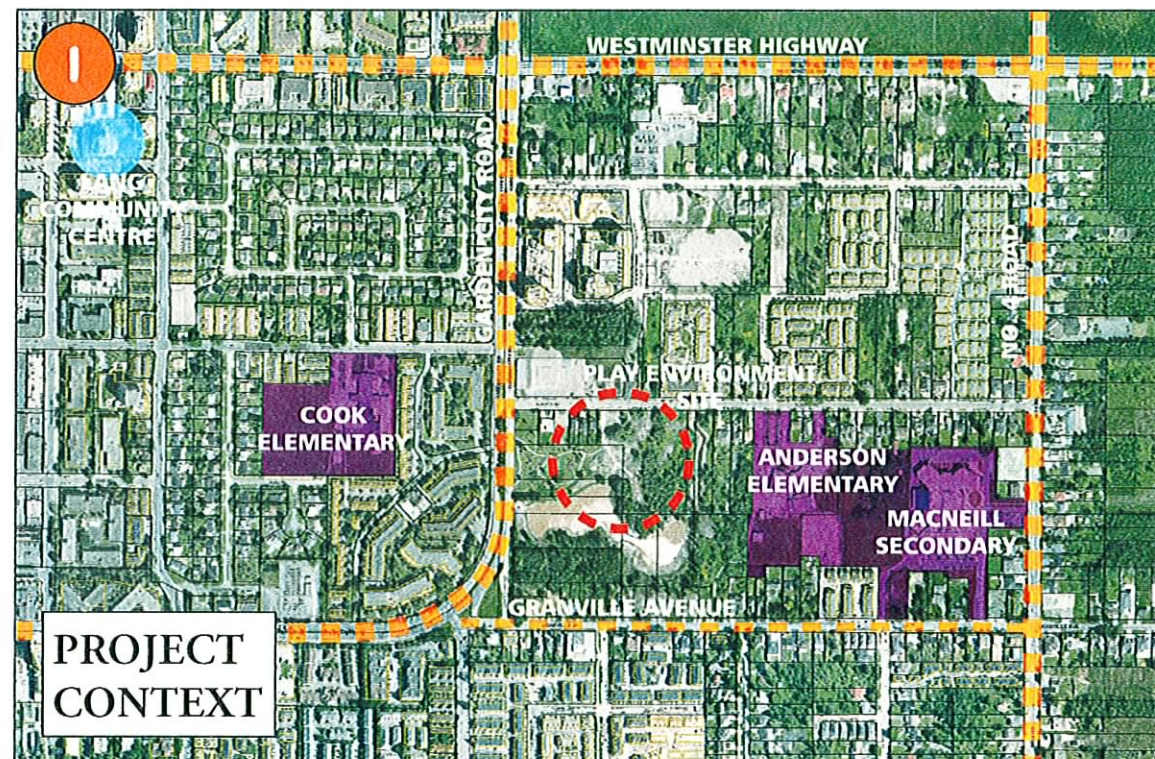 1
WESTMINSTER HIGHWAY
GARDEN CITY ROAD
LANG
COMMUNITY
CENTRE
NO. 4 ROAD
PLAY ENVIRONMENT
SITE
COOK
ELEMENTARY
ANDERSON
ELEMENTARY
MACNEILL
SECONDARY
GRANVILLE AVENUE
PROJECT
CONTEXT